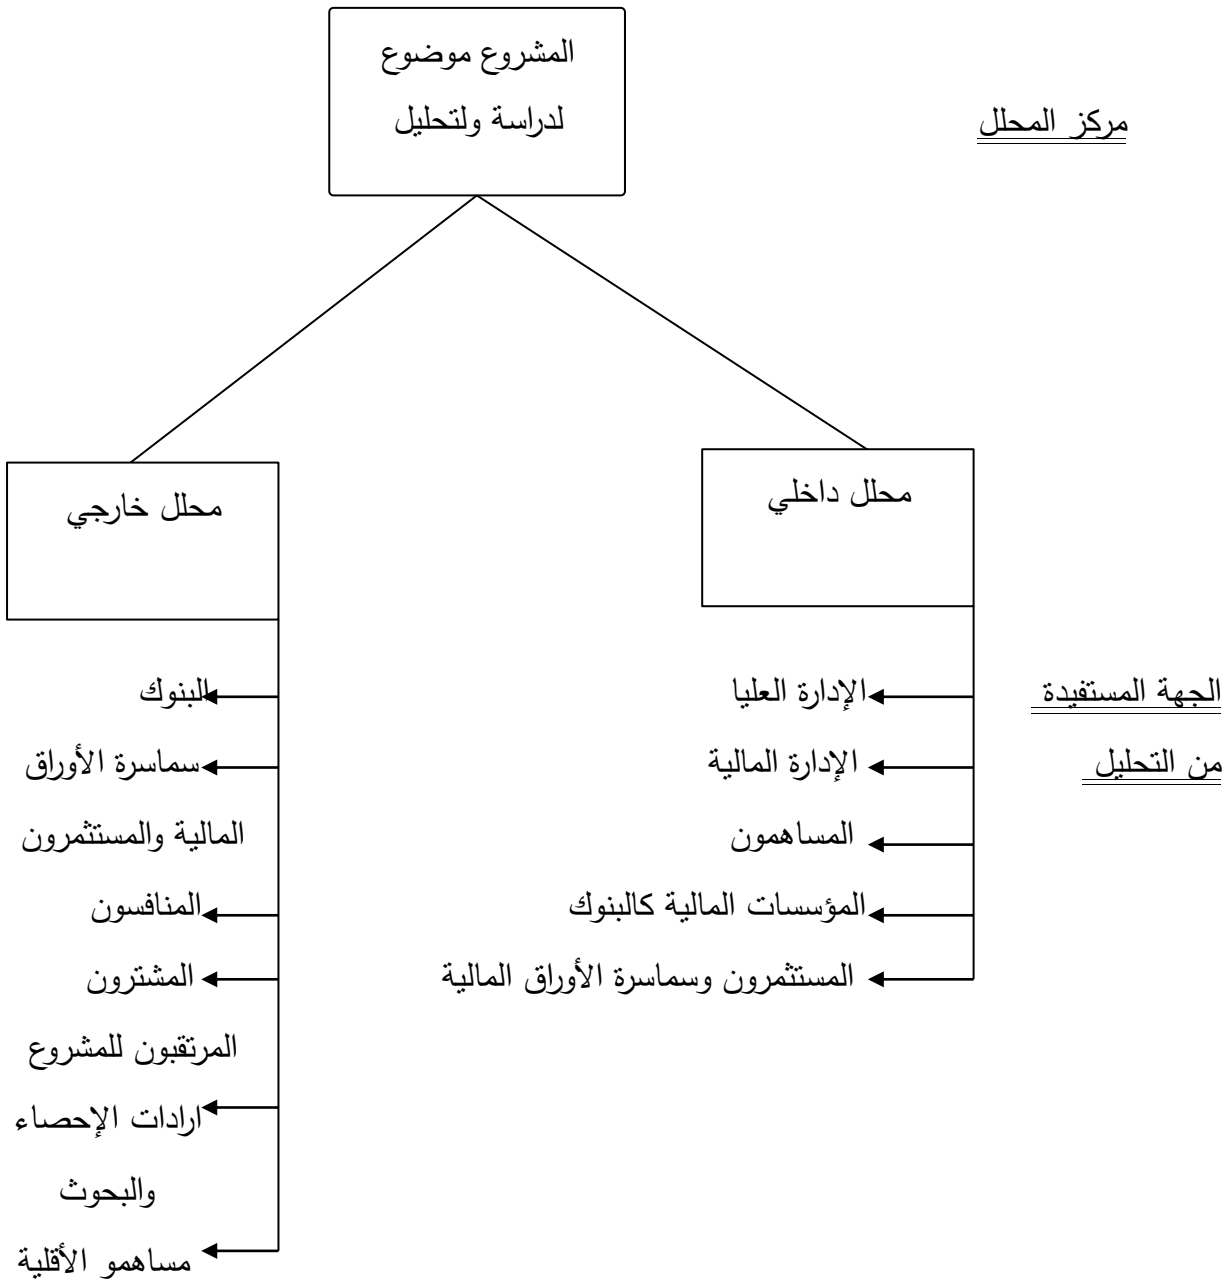 المشروع موضوع
لدراسة ولتحليل
مركز المحلل
محلل داخلي
محلل خارجي
الجهة المستفيدة
من التحليل
الإدارة العليا
الإدارة المالية
المساهمون
المؤسسات المالية كالبنوك
المستثمرون وسماسرة الأوراق المالية
البنوك
سماسرة الأوراق
المالية والمستثمرون
المنافسون
المشترون
المرتقبون للمشروع
ارادات الإحصاء
والبحوث
مساهمو الأقلية